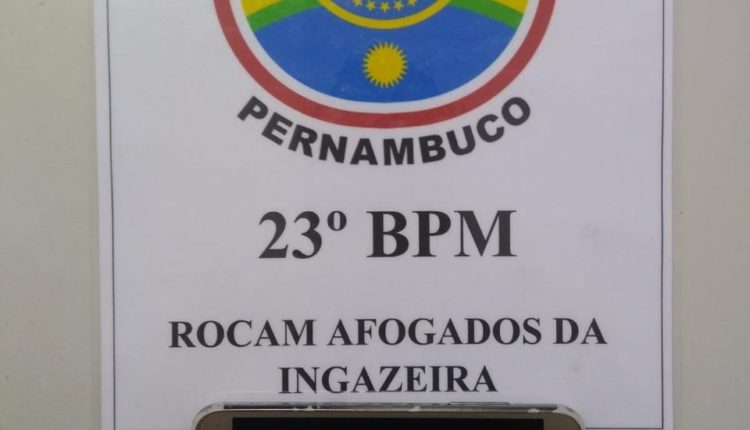 PERNAMBUCO
23º BPM
ROCAM AFOGADOS DA
INGAZEIRA